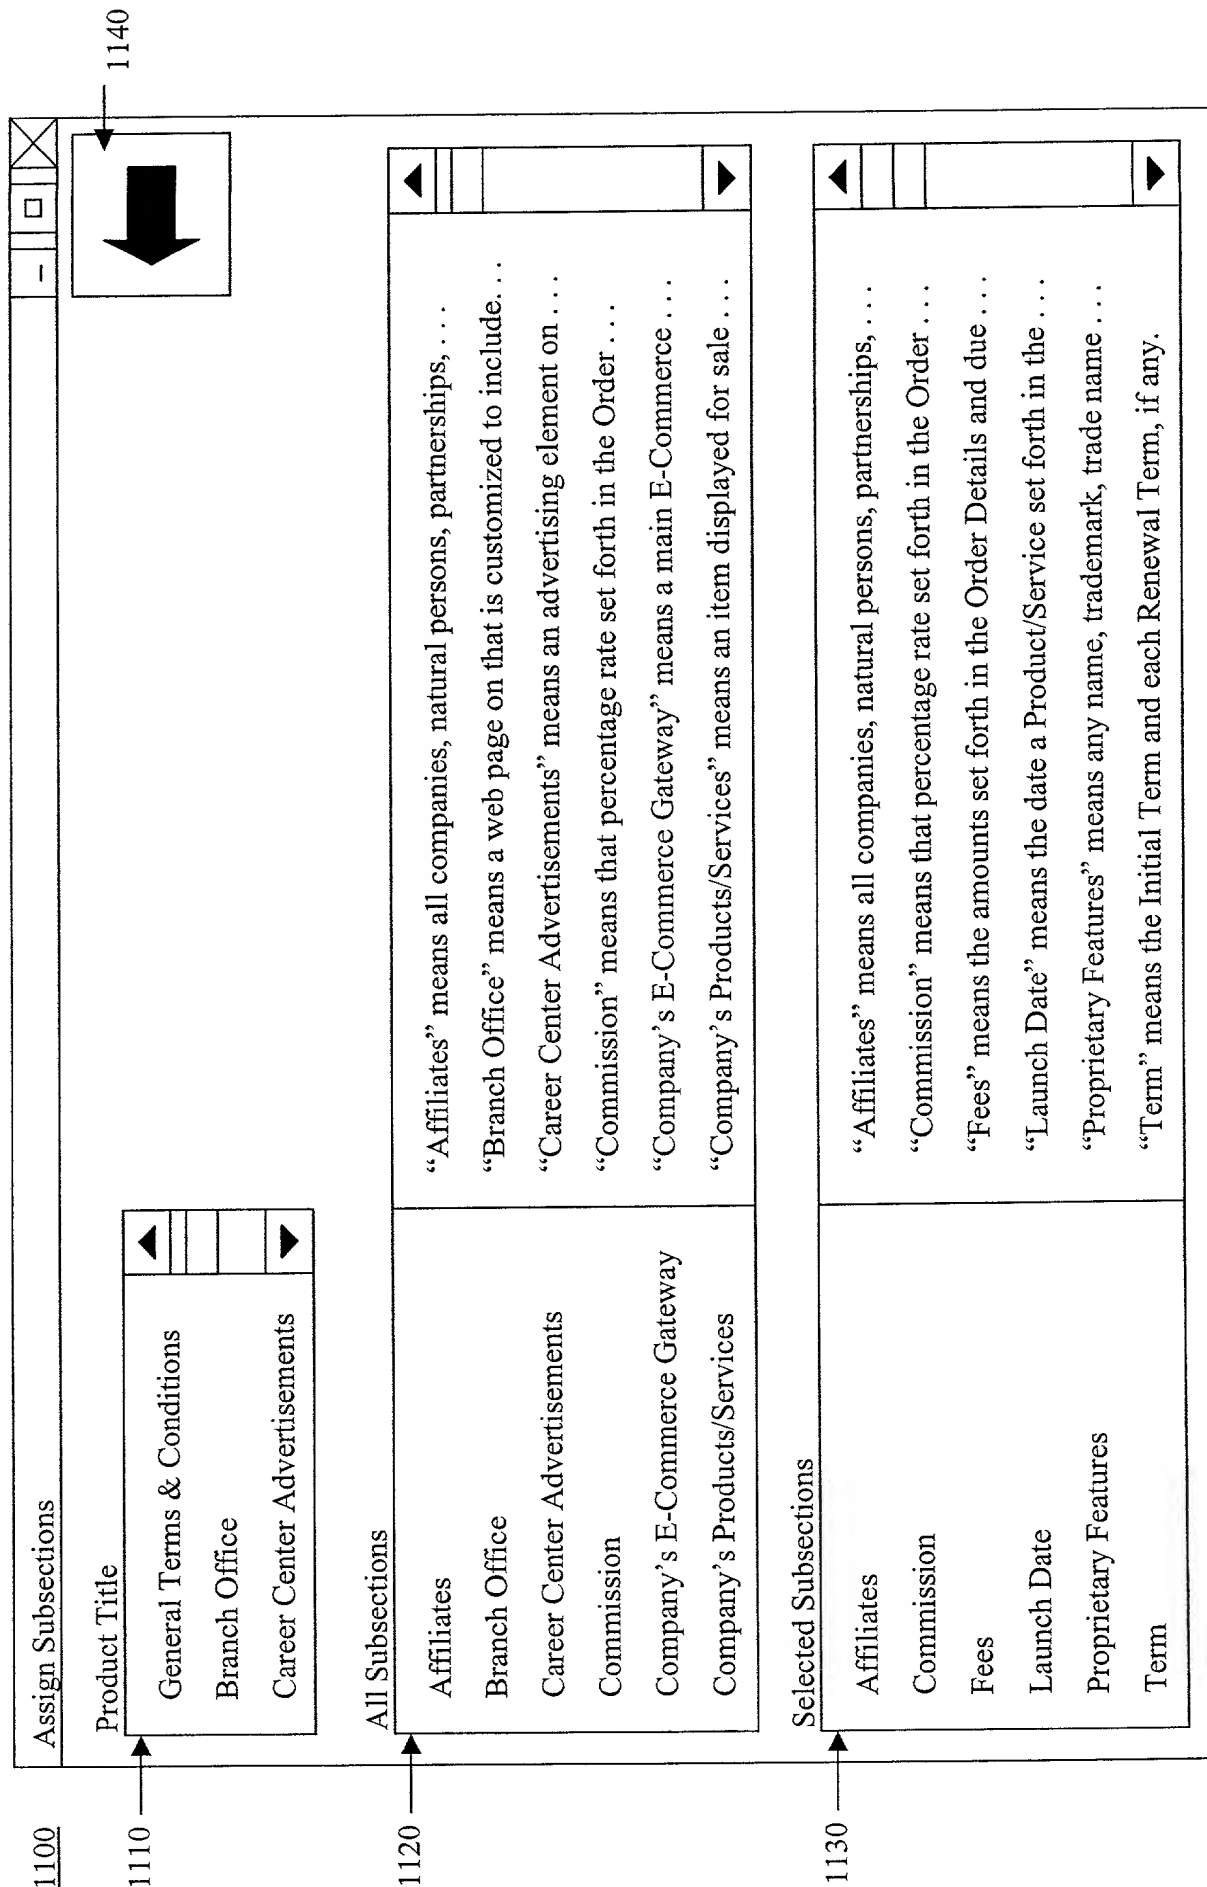 1100
Assign Subsections
1140
1110
Product Title
General Terms & Conditions
Branch Office
Career Center Advertisements
1120
All Subsections
Affiliates “Affiliates” means all companies, natural persons, partnerships, . . .
Branch Office “Branch Office” means a web page on that is customized to include. . .
Career Center Advertisements “Career Center Advertisements” means an advertising element on . . .
Commission “Commission” means that percentage rate set forth in the Order . . .
Company’s E-Commerce Gateway “Company’s E-Commerce Gateway” means a main E-Commerce . . .
Company’s Products/Services “Company’s Products/Services” means an item displayed for sale . . .
1130
Selected Subsections
Affiliates “Affiliates” means all companies, natural persons, partnerships, . . .
Commission “Commission” means that percentage rate set forth in the Order . . .
Fees “Fees” means the amounts set forth in the Order Details and due . . .
Launch Date “Launch Date” means the date a Product/Service set forth in the . . .
Proprietary Features “Proprietary Features” means any name, trademark, trade name . . .
Term “Term” means the Initial Term and each Renewal Term, if any.